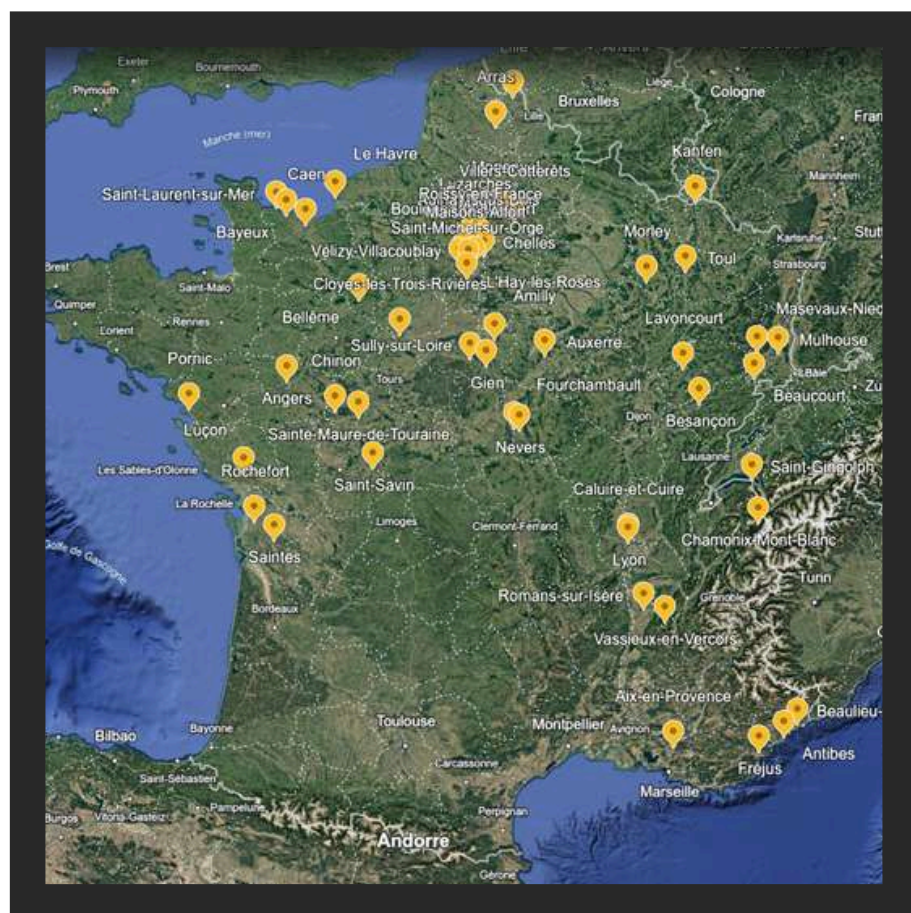 Exeter
Bournemouth
Plymouth
Arras
Lille
Bruxelles
Liège
Cologne
Manche (mer)
Le Havre
Caen
Saint-Laurent-sur-Mer
Bayeux
Villers-Cotterêts
Luzarches
Roissy-en-France
Maisons-Alfort
Saint-Michel-sur-Orge
Chelles
Vélizy-Villacoublay
Kanfen
Mannheim
Morley
Toul
Karlsruhe
Strasbourg
Saint-Malo
Cloyes-les-Trois-Rivières
L'Haÿ-les-Roses
Amilly
Quimper
Lorient
Rennes
Bellême
Sully-sur-Loire
Auxerre
Lavoncourt
Mulhouse
Pornic
Chinon
Tours
Gien
Fourchambault
Bâle
Beaucourt
Angers
Luçon
Sainte-Maure-de-Touraine
Nevers
Dijon
Besançon
Les Sables-d'Olonne
Rochefort
Saint-Savin
Lausanne
Saint-Gingolph
La Rochelle
Caluire-et-Cuire
Limoges
Clermont-Ferrand
Chamonix-Mont-Blanc
Golfe de Gascogne
Saintes
Lyon
Turin
Bordeaux
Romans-sur-Isère
Grenoble
Vassieux-en-Vercors
Aix-en-Provence
Beaulieu-
Bilbao
Bayonne
Toulouse
Montpellier
Avignon
Antibes
Fréjus
Saint-Sébastien
Carcassonne
Marseille
Burgos
Vitoria-Gasteiz
Pampelune
Perpignan
Andorre
Gérone